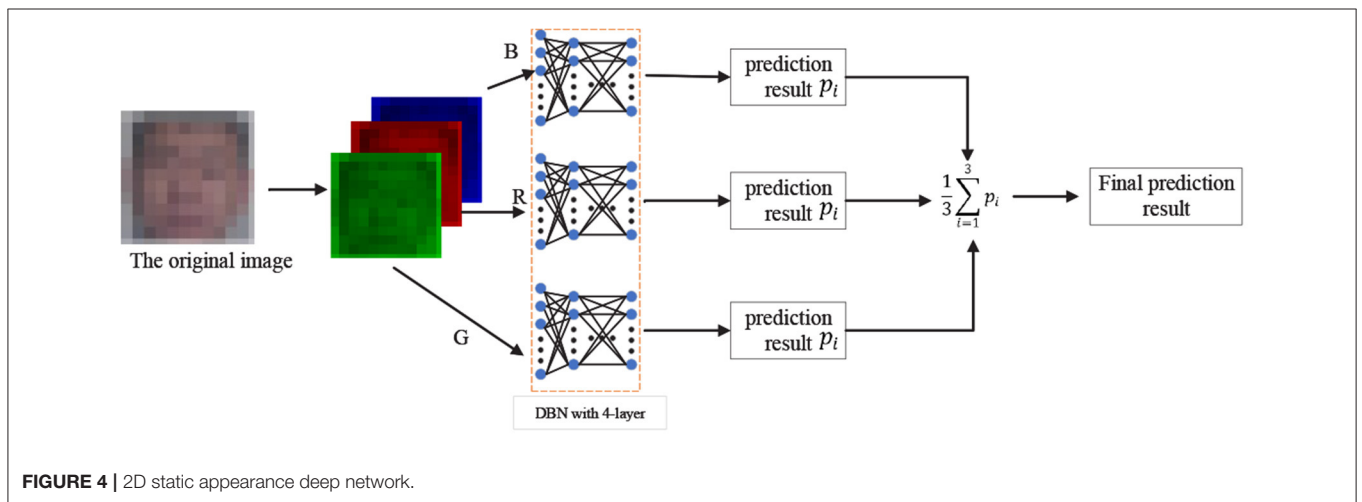 B
R
G
The original image
DBN with 4-layer
prediction
result pᵢ
prediction
result pᵢ
prediction
result pᵢ
1/3 ∑ᵢ₌₁³ pᵢ
Final prediction
result
FIGURE 4 | 2D static appearance deep network.